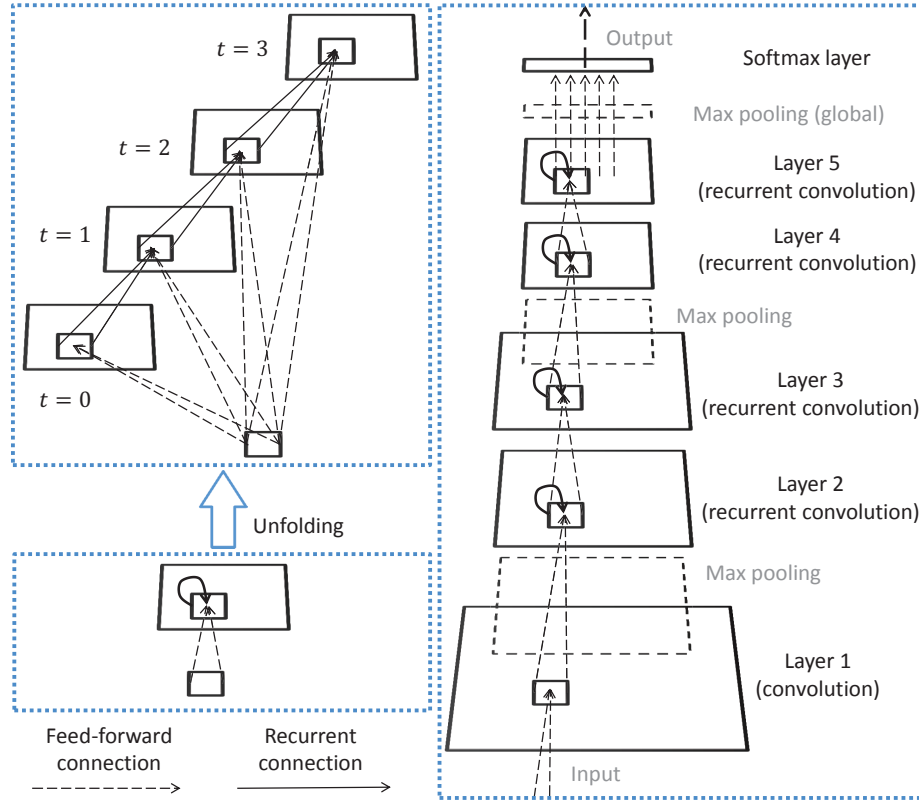 t = 3
t = 2
t = 1
t = 0
Unfolding
Feed-forward
connection
Recurrent
connection
Output
Softmax layer
Max pooling (global)
Layer 5
(recurrent convolution)
Layer 4
(recurrent convolution)
Max pooling
Layer 3
(recurrent convolution)
Layer 2
(recurrent convolution)
Max pooling
Layer 1
(convolution)
Input